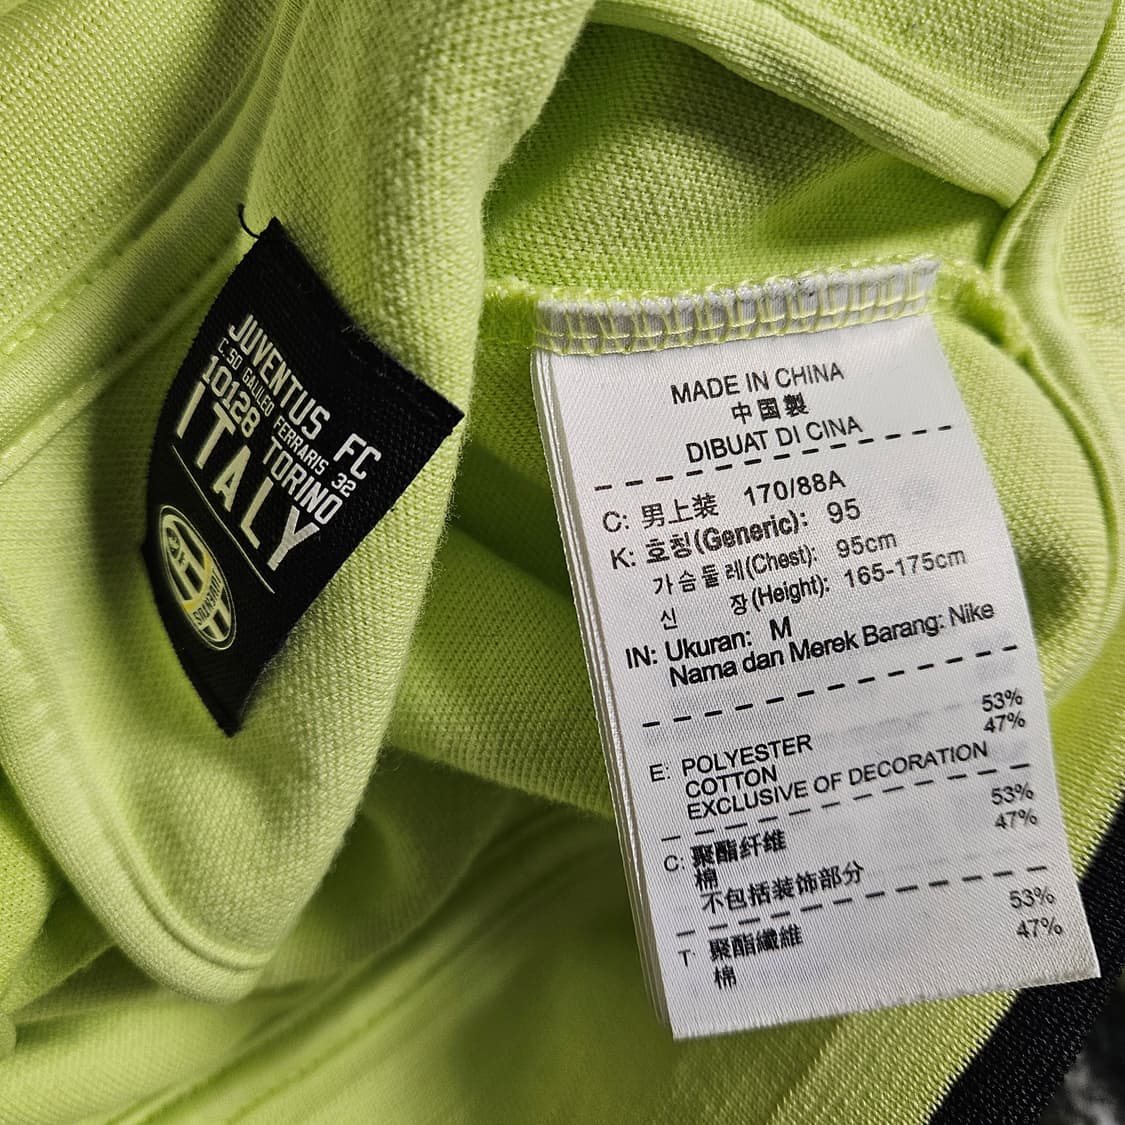 JUVENTUS FC
C.SO GALILEO FERRARIS 32
10128 TORINO
ITALY
JUVENTUS
MADE IN CHINA
中国製
DIBUAT DI CINA
C: 男上装 170/88A
K: 호칭(Generic): 95
가슴둘레(Chest): 95cm
신 장(Height): 165-175cm
IN: Ukuran: M
Nama dan Merek Barang: Nike
E: POLYESTER 53%
COTTON 47%
EXCLUSIVE OF DECORATION
C: 聚酯纤维 53%
棉 47%
不包括装饰部分
T: 聚酯纖維 53%
棉 47%